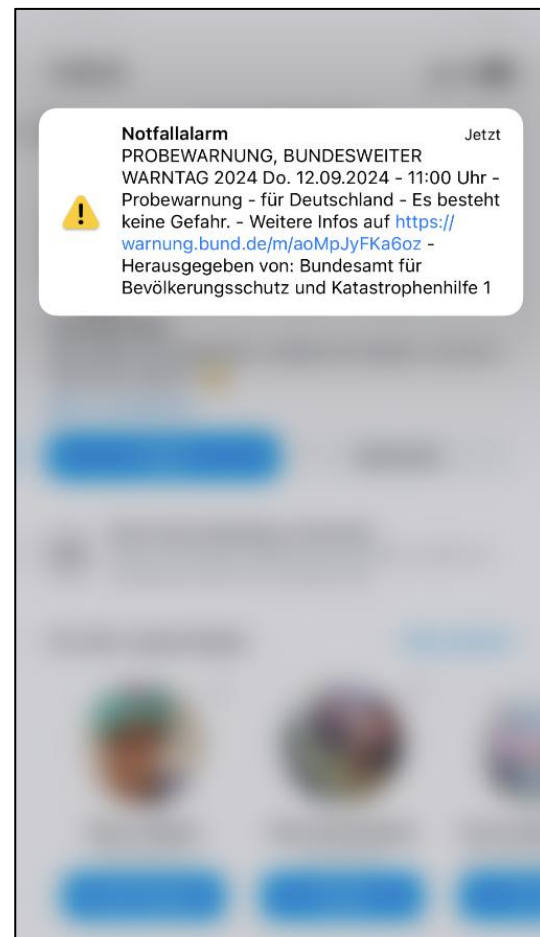 Notfallalarm Jetzt
PROBEWARNUNG, BUNDESWEITER
WARNTAG 2024 Do. 12.09.2024 - 11:00 Uhr -
Probewarnung - für Deutschland - Es besteht
keine Gefahr. - Weitere Infos auf https://
warnung.bund.de/m/aoMpJyFKa6oz -
Herausgegeben von: Bundesamt für
Bevölkerungsschutz und Katastrophenhilfe 1